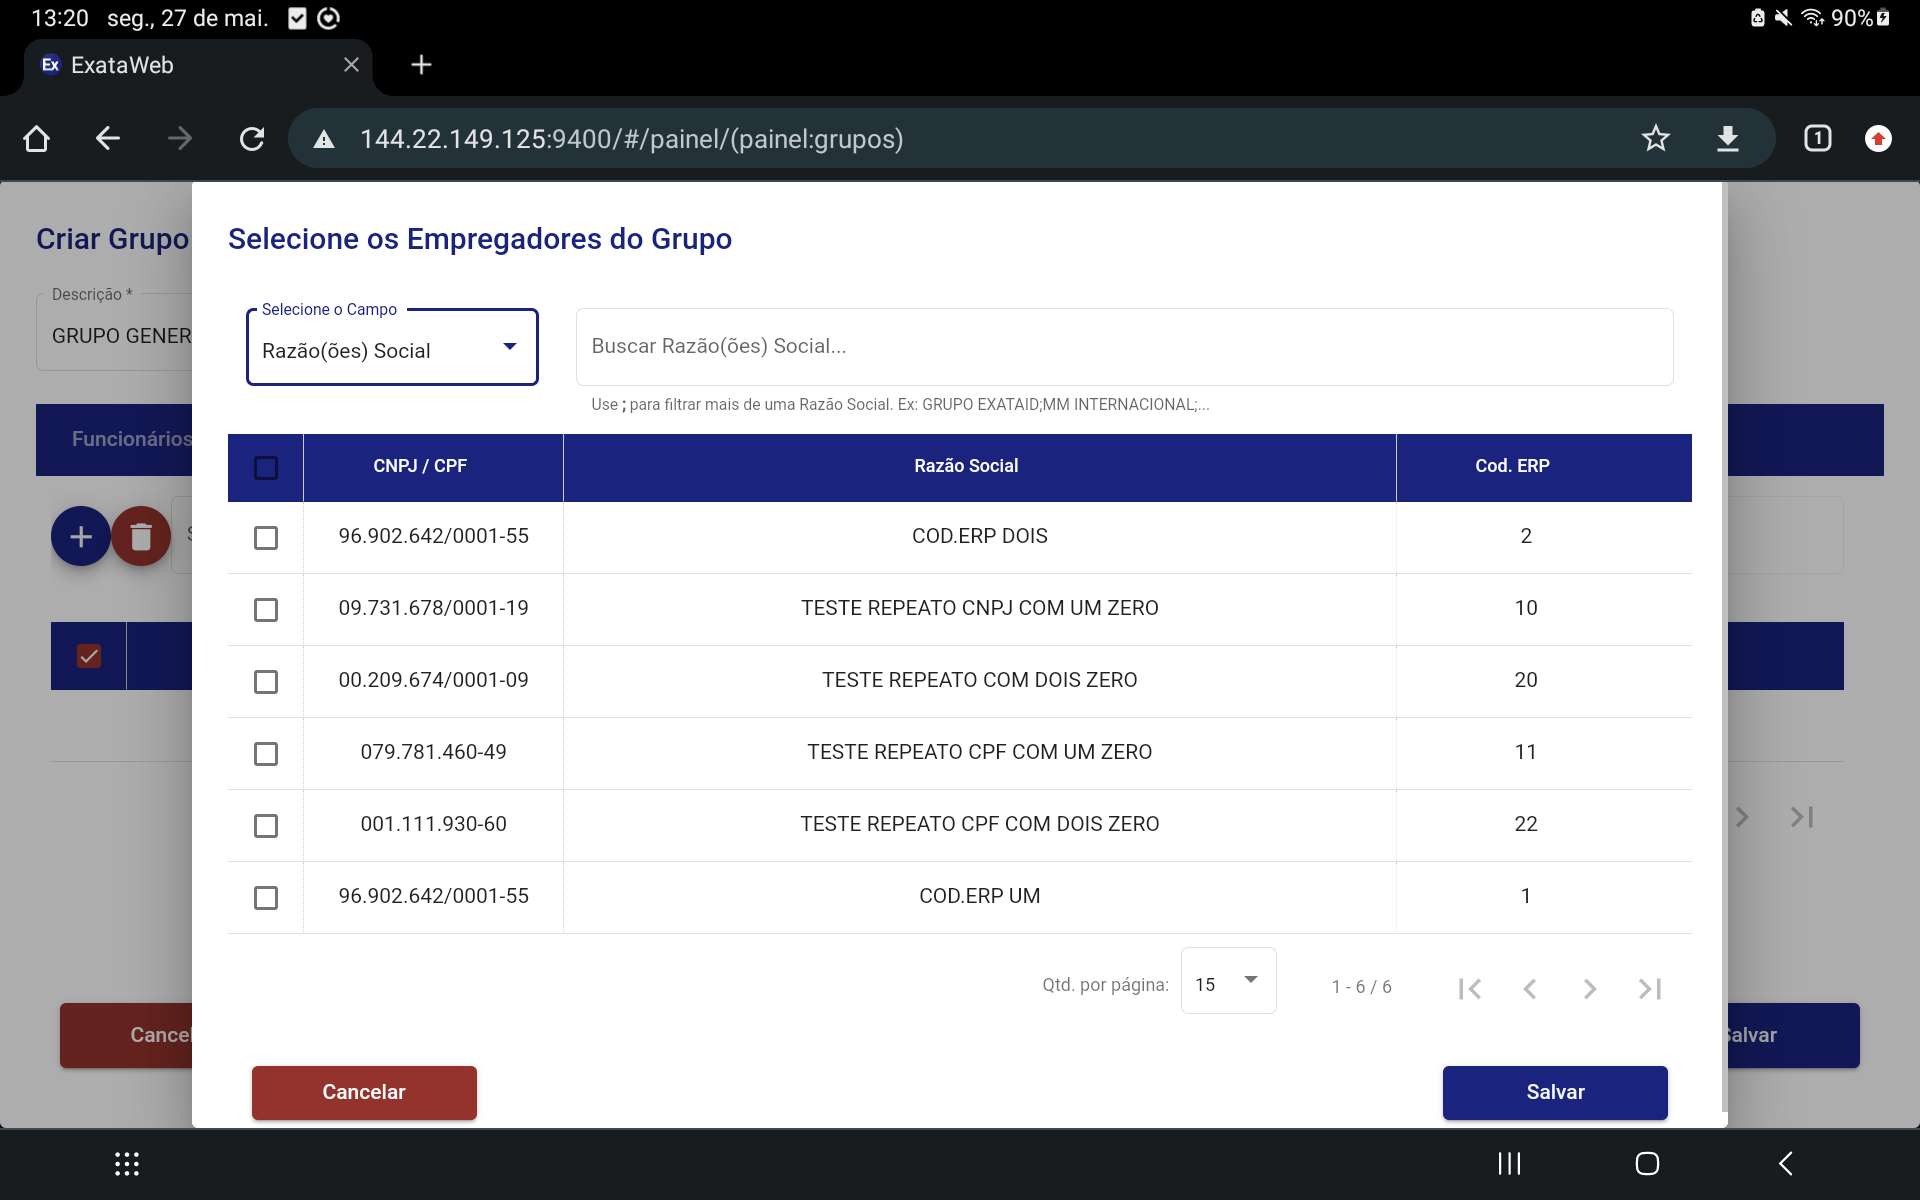 13:20 seg., 27 de mai. 90%
Ex ExataWeb
144.22.149.125:9400/#/painel/(painel:grupos) 1
Criar Grupo
Selecione os Empregadores do Grupo
Descrição *
GRUPO GENER
Selecione o Campo
Razão(ões) Social
Buscar Razão(ões) Social...
Use ; para filtrar mais de uma Razão Social. Ex: GRUPO EXATAID;MM INTERNACIONAL;...
Funcionários
CNPJ / CPF Razão Social Cod. ERP
96.902.642/0001-55 COD.ERP DOIS 2
09.731.678/0001-19 TESTE REPEATO CNPJ COM UM ZERO 10
00.209.674/0001-09 TESTE REPEATO COM DOIS ZERO 20
079.781.460-49 TESTE REPEATO CPF COM UM ZERO 11
001.111.930-60 TESTE REPEATO CPF COM DOIS ZERO 22
96.902.642/0001-55 COD.ERP UM 1
Qtd. por página: 15 1 - 6 / 6
Cancel
Salvar
Cancelar Salvar